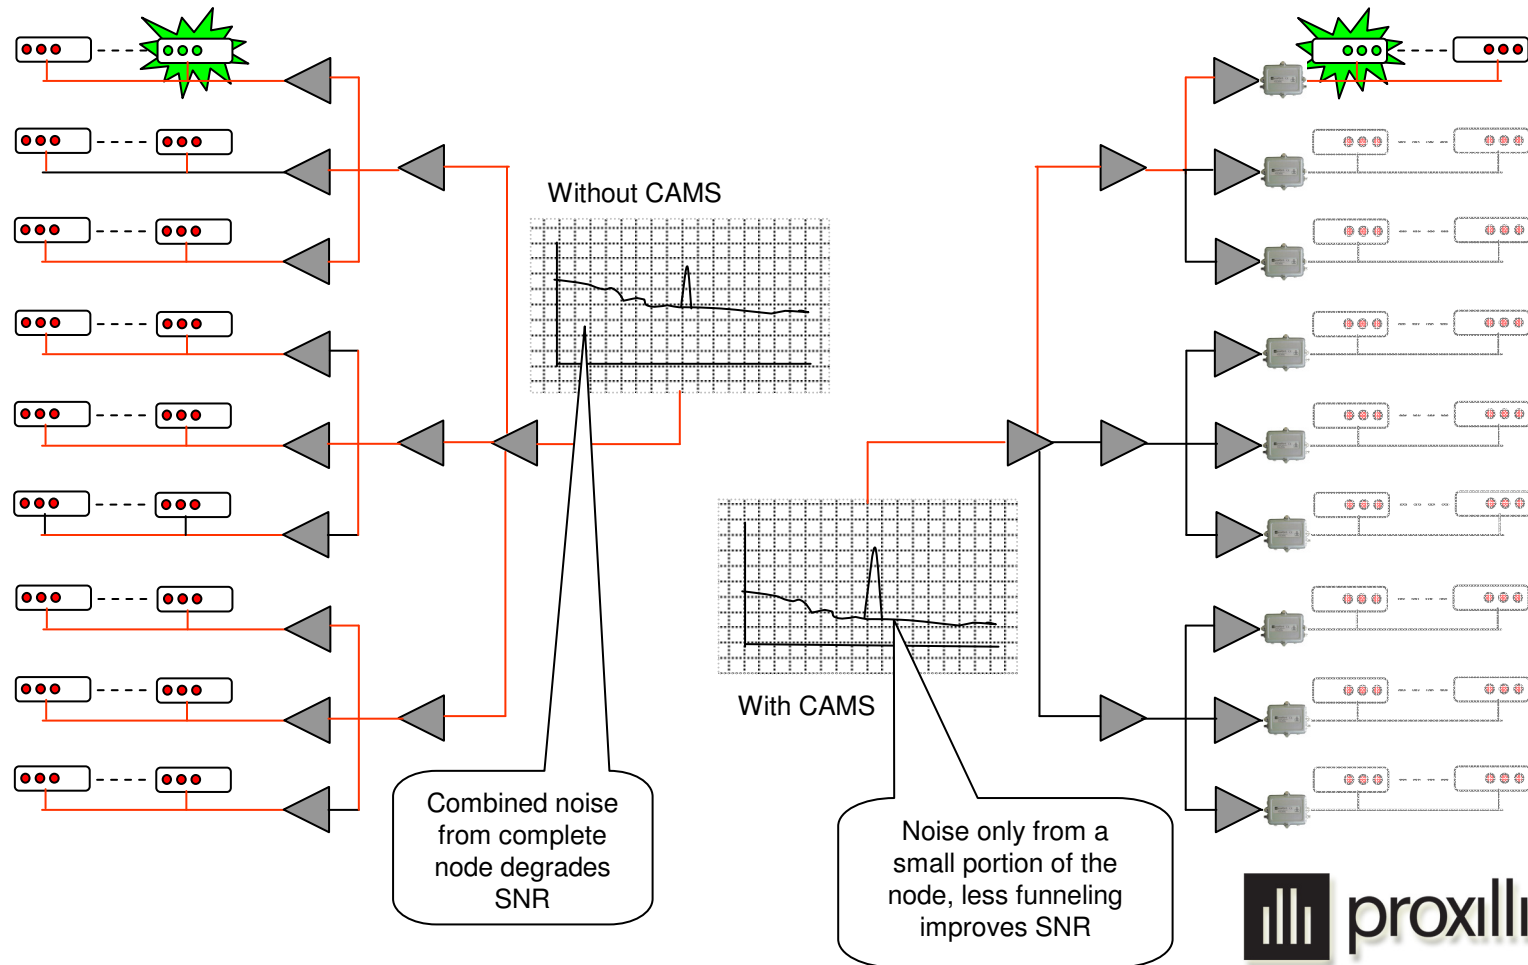 Without CAMS
With CAMS
Combined noise
from complete
node degrades
SNR
Noise only from a
small portion of the
node, less funneling
improves SNR